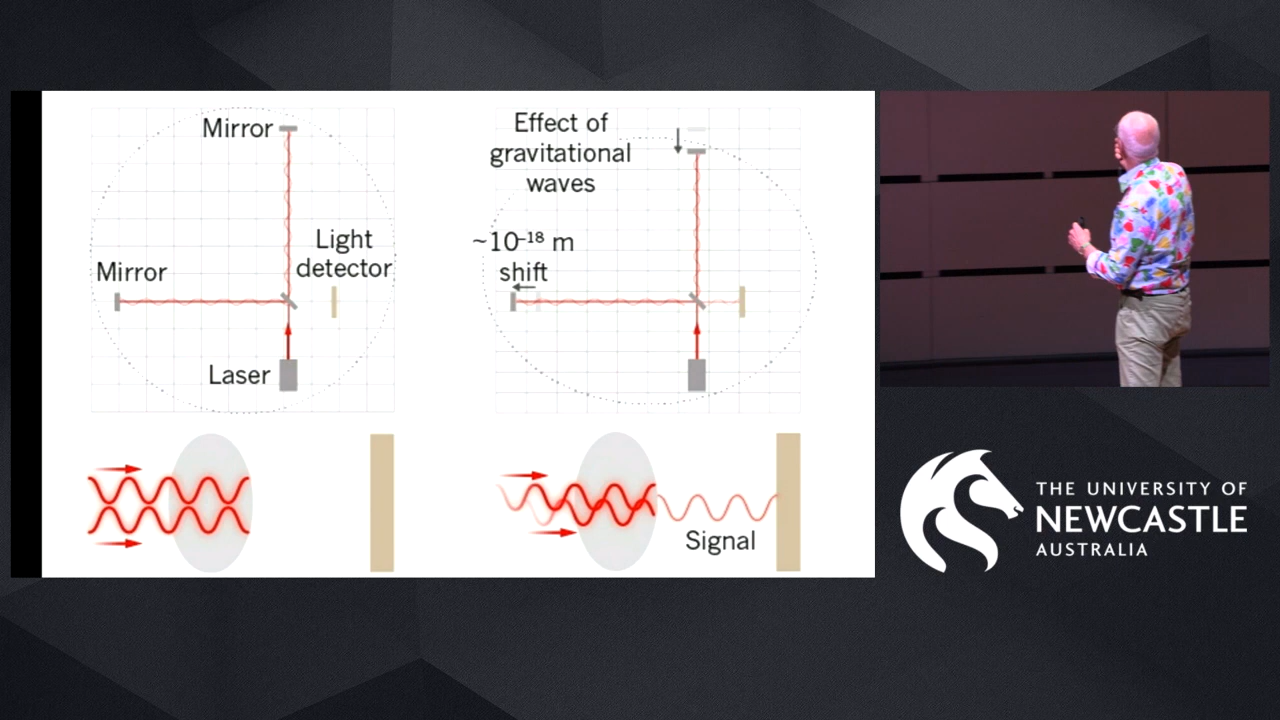 Mirror
Light
detector
Mirror
Laser
Effect of
gravitational
waves
~10⁻¹⁸ m
shift
Signal
THE UNIVERSITY OF
NEWCASTLE
AUSTRALIA